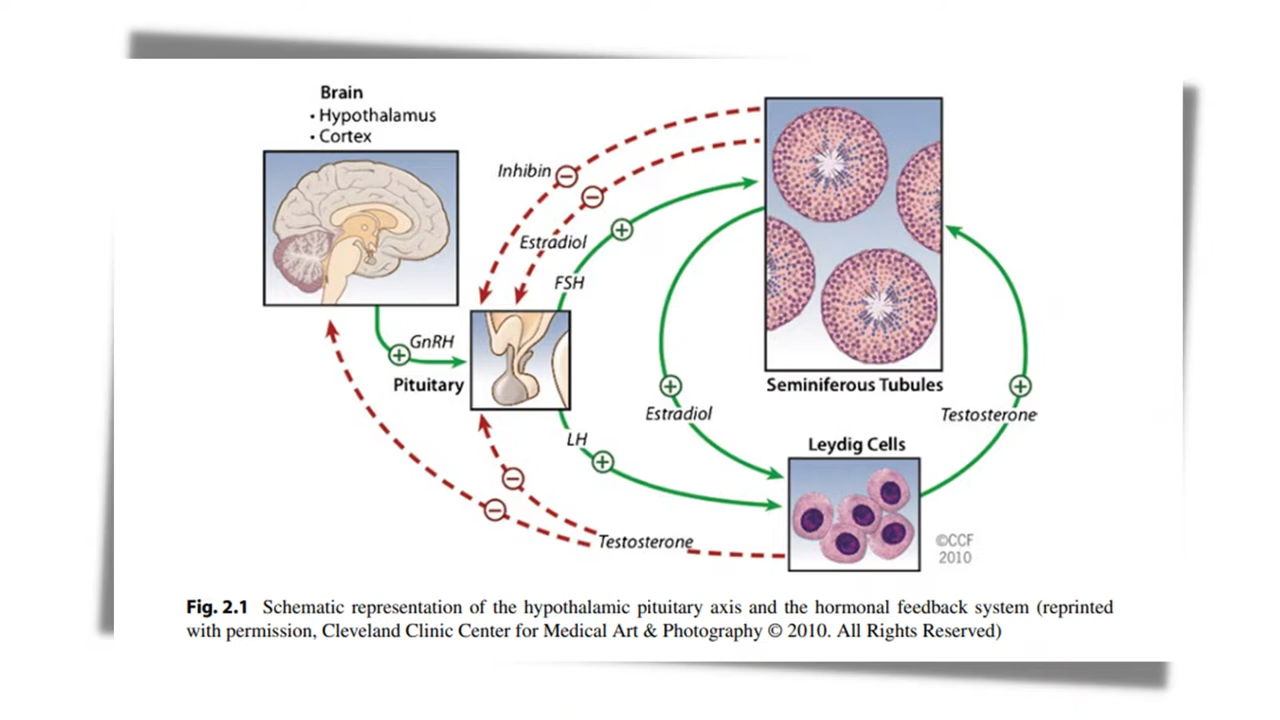 Brain
• Hypothalamus
• Cortex
Inhibin
Estradiol
FSH
GnRH
Pituitary
Seminiferous Tubules
Estradiol
Testosterone
LH
Leydig Cells
Testosterone
©CCF
2010
Fig. 2.1 Schematic representation of the hypothalamic pituitary axis and the hormonal feedback system (reprinted
with permission, Cleveland Clinic Center for Medical Art & Photography © 2010. All Rights Reserved)